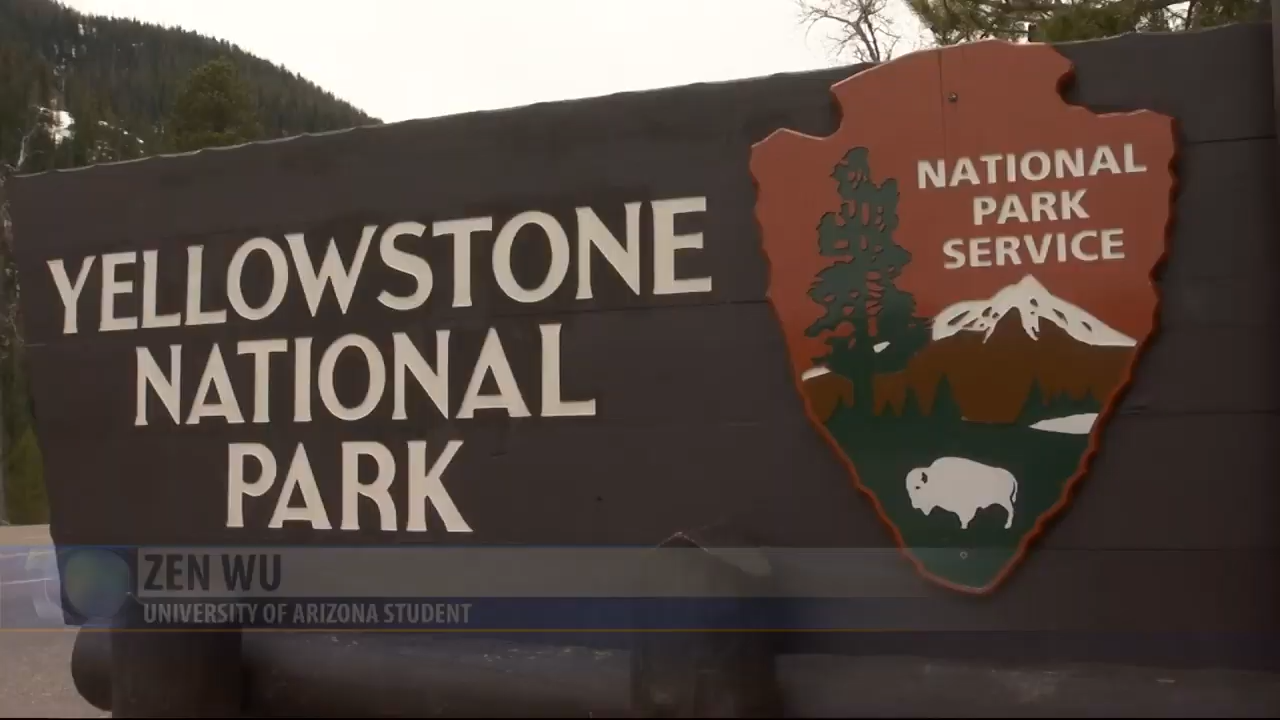 YELLOWSTONE
NATIONAL
PARK
NATIONAL
PARK
SERVICE
ZEN WU
UNIVERSITY OF ARIZONA STUDENT